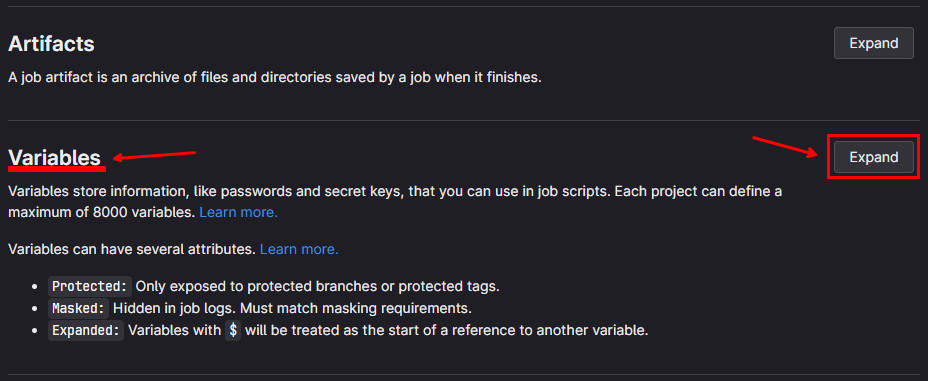 Artifacts
Expand
A job artifact is an archive of files and directories saved by a job when it finishes.
Variables
Expand
Variables store information, like passwords and secret keys, that you can use in job scripts. Each project can define a
maximum of 8000 variables. Learn more.
Variables can have several attributes. Learn more.
• Protected: Only exposed to protected branches or protected tags.
• Masked: Hidden in job logs. Must match masking requirements.
• Expanded: Variables with $ will be treated as the start of a reference to another variable.